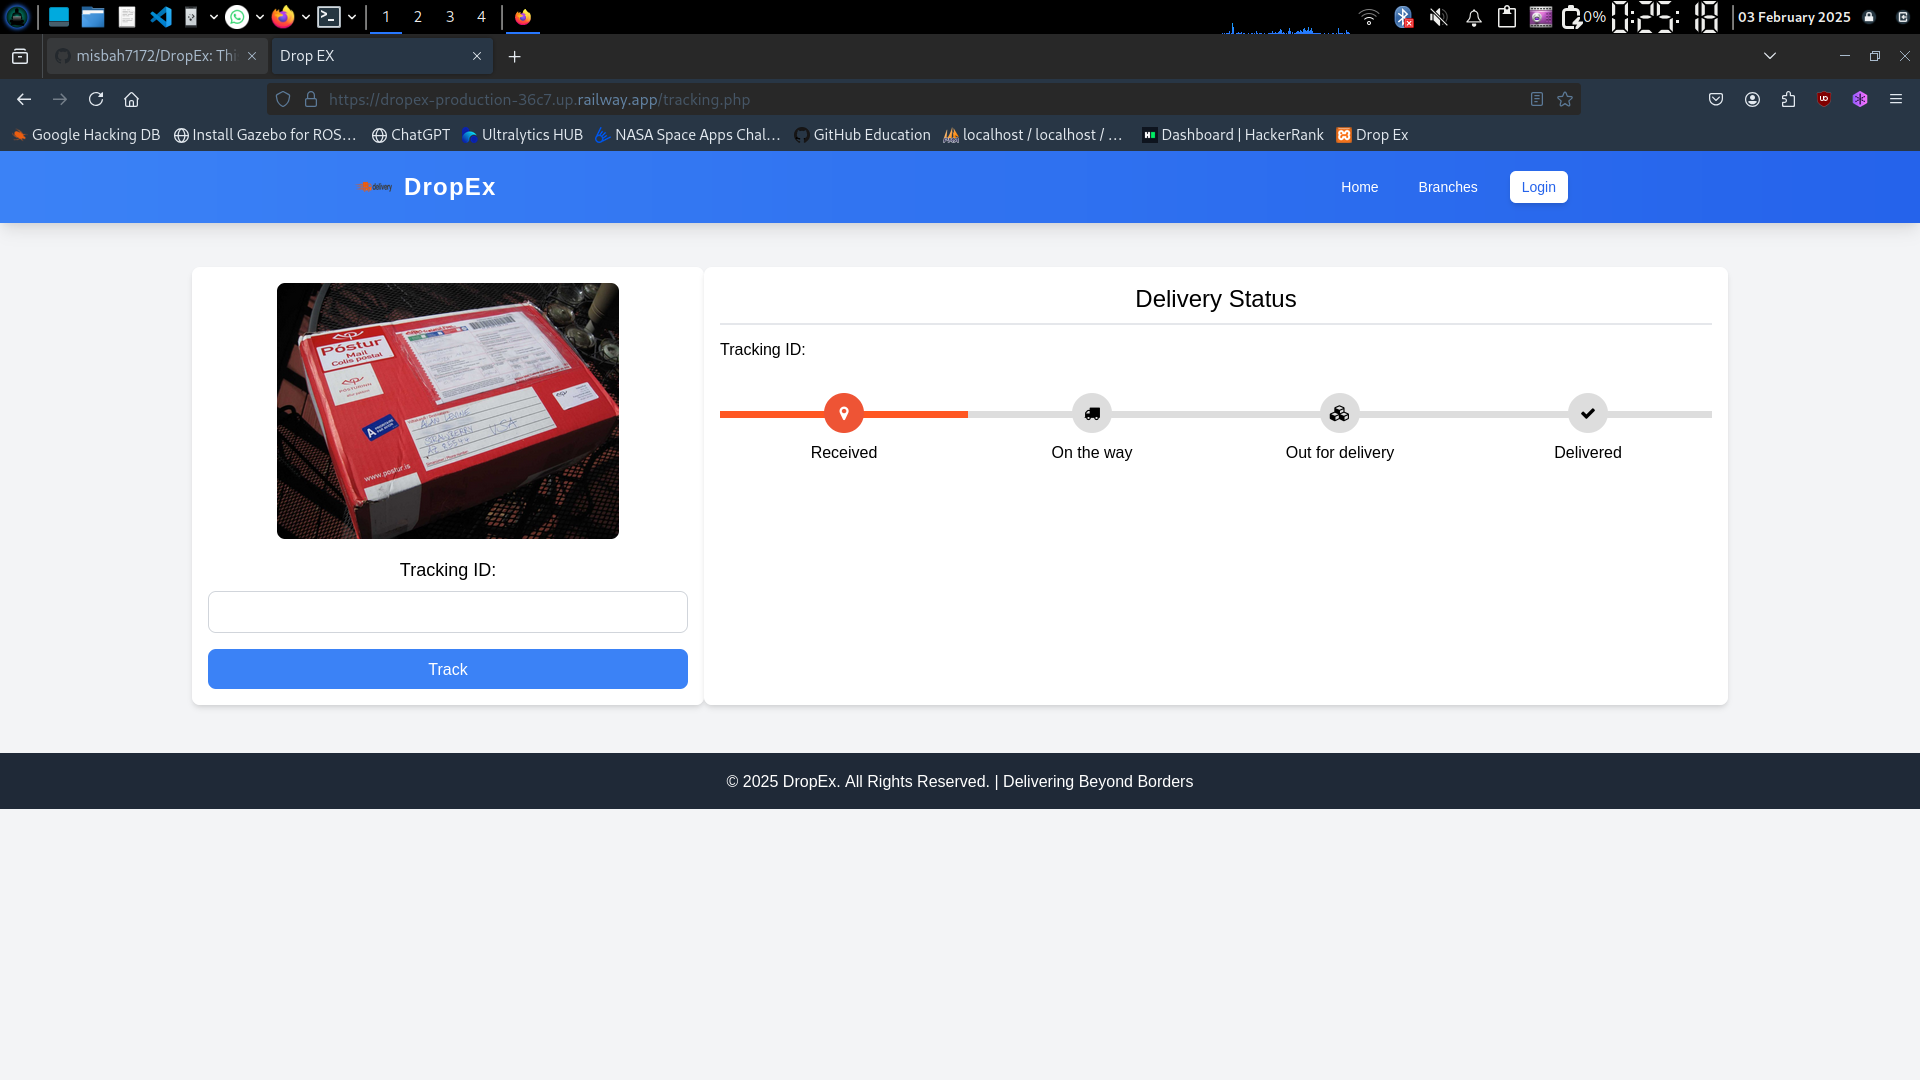 1 2 3 4
0% 0:25:18 03 February 2025
misbah7172/DropEx: Thi
Drop EX
https://dropex-production-36c7.up.railway.app/tracking.php
Google Hacking DB
Install Gazebo for ROS…
ChatGPT
Ultralytics HUB
NASA Space Apps Chal…
GitHub Education
localhost / localhost / …
Dashboard | HackerRank
Drop Ex
delivery
DropEx
Home
Branches
Login
Póstur
Mail
Colis postal
A
USA
www.postur.is
Tracking ID:
Track
Delivery Status
Tracking ID:
Received
On the way
Out for delivery
Delivered
© 2025 DropEx. All Rights Reserved. | Delivering Beyond Borders